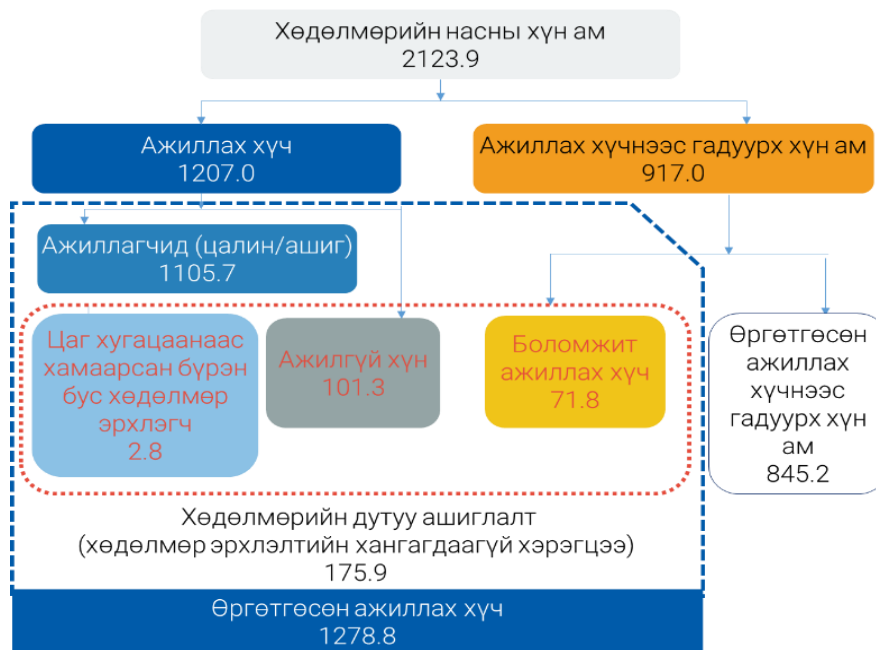 Хөдөлмөрийн насны хүн ам
2123.9
Ажиллах хүч
1207.0
Ажиллах хүчнээс гадуурх хүн ам
917.0
Ажиллагчид (цалин/ашиг)
1105.7
Цаг хугацаанаас
хамаарсан бүрэн
бус хөдөлмөр
эрхлэгч
2.8
Ажилгүй хүн
101.3
Боломжит
ажиллах хүч
71.8
Өргөтгөсөн
ажиллах
хүчнээс
гадуурх хүн
ам
845.2
Хөдөлмөрийн дутуу ашиглалт
(хөдөлмөр эрхлэлтийн хангагдаагүй хэрэгцээ)
175.9
Өргөтгөсөн ажиллах хүч
1278.8